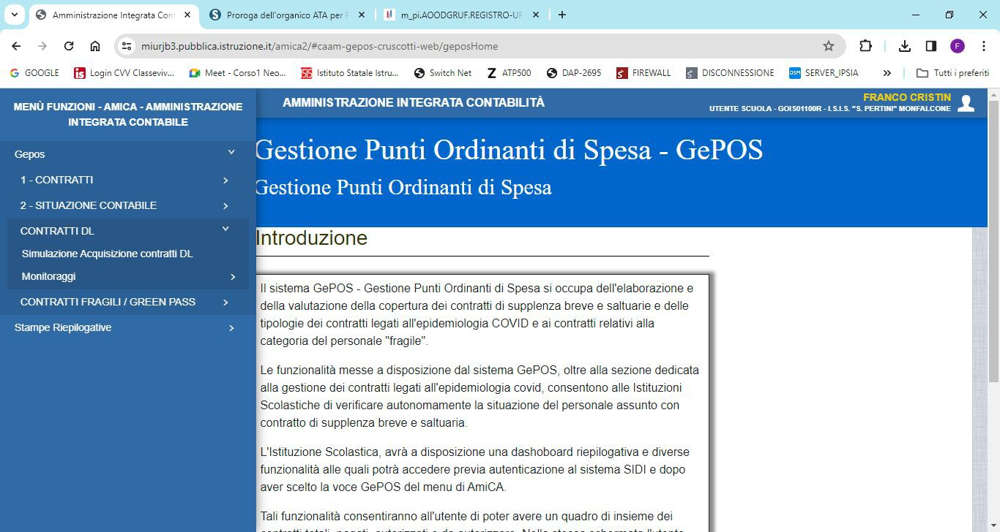 Amministrazione Integrata Con
Proroga dell'organico ATA per P
m_pi.AOODGRUF.REGISTRO-UF
miurjb3.pubblica.istruzione.it/amica2/#caam-gepos-cruscotti-web/geposHome
F
GOOGLE
Login CVV Classeviv...
Meet - Corso1 Neo...
Istituto Statale Istru...
Switch Net
ATP500
DAP-2695
FIREWALL
DISCONNESSIONE
SERVER_IPSIA
Tutti i preferiti
MENÙ FUNZIONI - AMICA - AMMINISTRAZIONE
INTEGRATA CONTABILE
AMMINISTRAZIONE INTEGRATA CONTABILITÀ
FRANCO CRISTIN
UTENTE SCUOLA - GOIS01100R - I.S.I.S. "S. PERTINI" MONFALCONE
Gepos
1 - CONTRATTI
2 - SITUAZIONE CONTABILE
CONTRATTI DL
Simulazione Acquisizione contratti DL
Monitoraggi
CONTRATTI FRAGILI / GREEN PASS
Stampe Riepilogative
Gestione Punti Ordinanti di Spesa - GePOS
Gestione Punti Ordinanti di Spesa
Introduzione
Il sistema GePOS - Gestione Punti Ordinanti di Spesa si occupa dell'elaborazione e
della valutazione della copertura dei contratti di supplenza breve e saltuarie e delle
tipologie dei contratti legati all'epidemiologia COVID e ai contratti relativi alla
categoria del personale "fragile".
Le funzionalità messe a disposizione dal sistema GePOS, oltre alla sezione dedicata
alla gestione dei contratti legati all'epidemiologia covid, consentono alle Istituzioni
Scolastiche di verificare autonomamente la situazione del personale assunto con
contratto di supplenza breve e saltuaria.
L'Istituzione Scolastica, avrà a disposizione una dashoboard riepilogativa e diverse
funzionalità alle quali potrà accedere previa autenticazione al sistema SIDI e dopo
aver scelto la voce GePOS del menu di AmiCA.
Tali funzionalità consentiranno all'utente di poter avere un quadro di insieme dei
contratti totali, pagati, autorizzati e da autorizzare. Nella stessa schermata l'utente